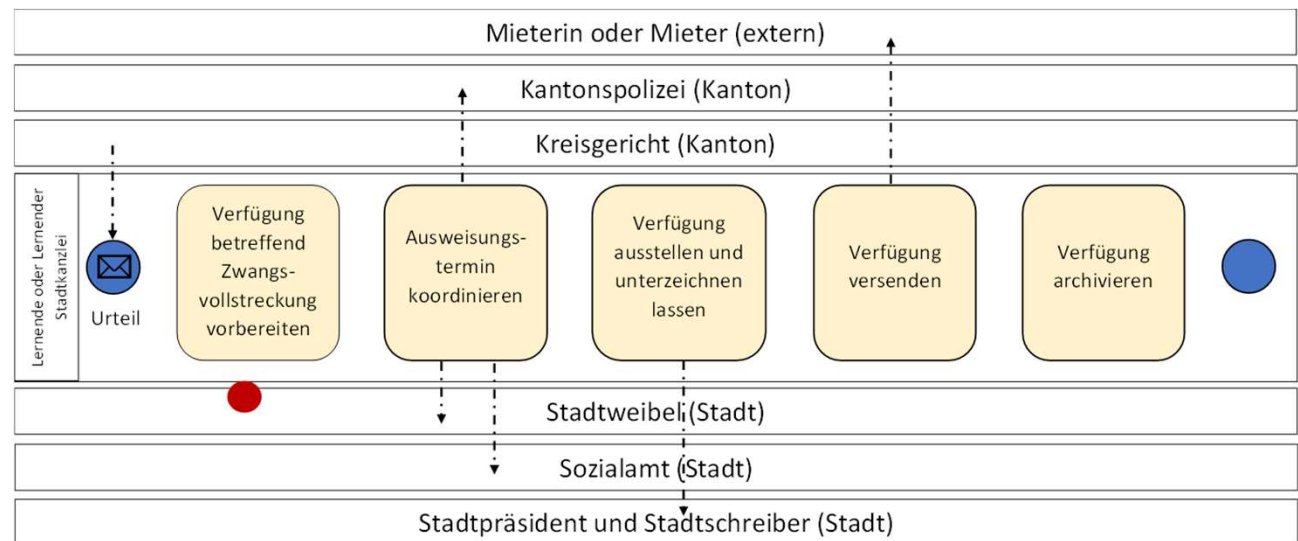 Mieterin oder Mieter (extern)
Kantonspolizei (Kanton)
Kreisgericht (Kanton)
Lernende oder Lernender
Stadtkanzlei
Urteil
Verfügung
betreffend
Zwangs-
vollstreckung
vorbereiten
Ausweisungs-
termin
koordinieren
Verfügung
ausstellen und
unterzeichnen
lassen
Verfügung
versenden
Verfügung
archivieren
Stadtweibel (Stadt)
Sozialamt (Stadt)
Stadtpräsident und Stadtschreiber (Stadt)